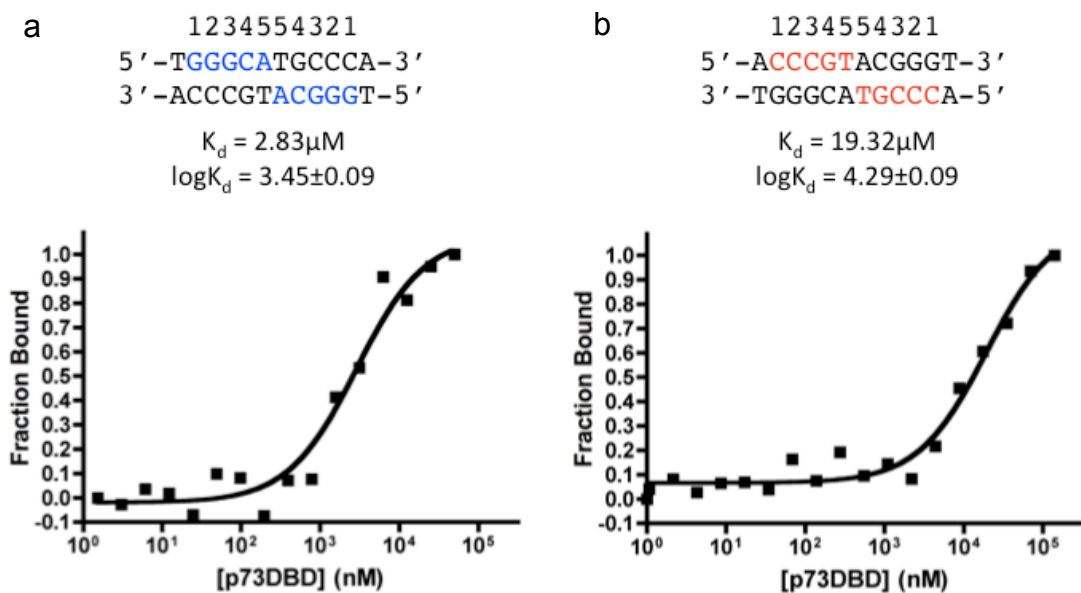 a
1234554321
5′-TGGGCATGCCCA-3′
3′-ACCCGTACGGGT-5′
Kd = 2.83µM
logKd = 3.45±0.09
Fraction Bound
1.0
0.9
0.8
0.7
0.6
0.5
0.4
0.3
0.2
0.1
0.0
-0.1
10⁰ 10¹ 10² 10³ 10⁴ 10⁵
[p73DBD] (nM)
b
1234554321
5′-ACCCGTACGGGT-3′
3′-TGGGCATGCCCA-5′
Kd = 19.32µM
logKd = 4.29±0.09
Fraction Bound
1.0
0.9
0.8
0.7
0.6
0.5
0.4
0.3
0.2
0.1
0.0
-0.1
10⁰ 10¹ 10² 10³ 10⁴ 10⁵
[p73DBD] (nM)